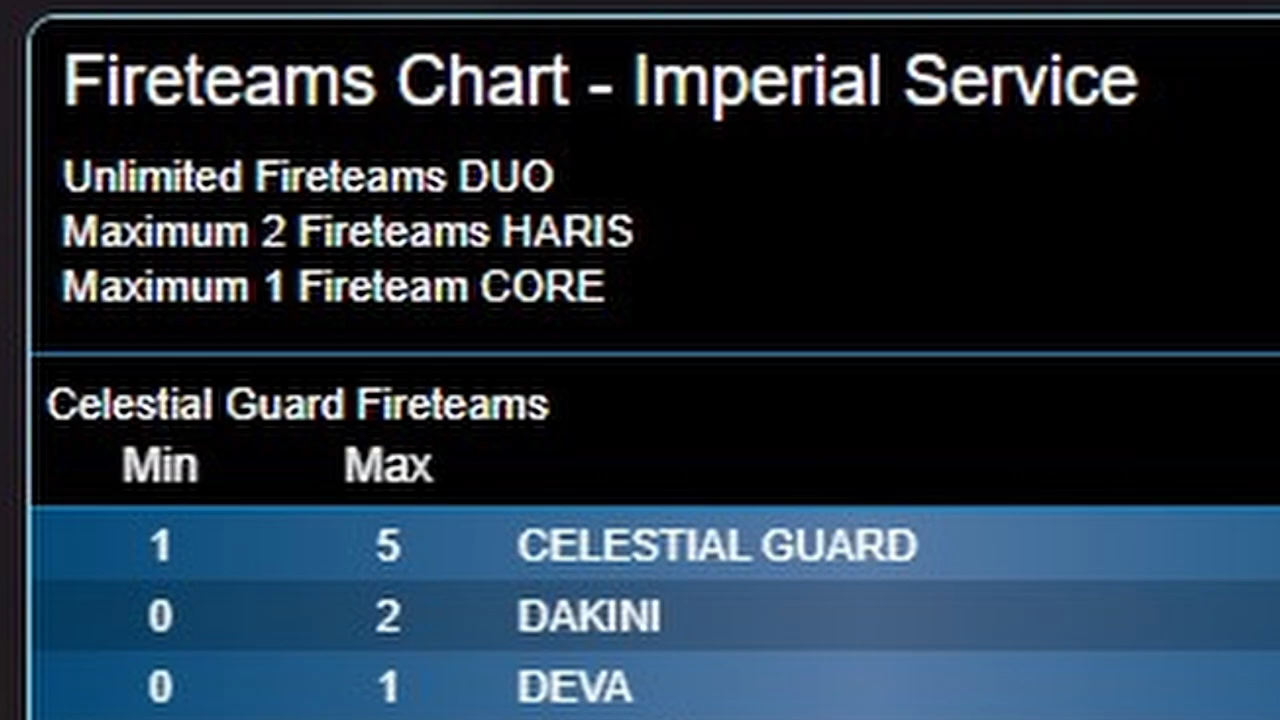 Fireteams Chart - Imperial Service
Unlimited Fireteams DUO
Maximum 2 Fireteams HARIS
Maximum 1 Fireteam CORE
Celestial Guard Fireteams
Min Max
1 5 CELESTIAL GUARD
0 2 DAKINI
0 1 DEVA